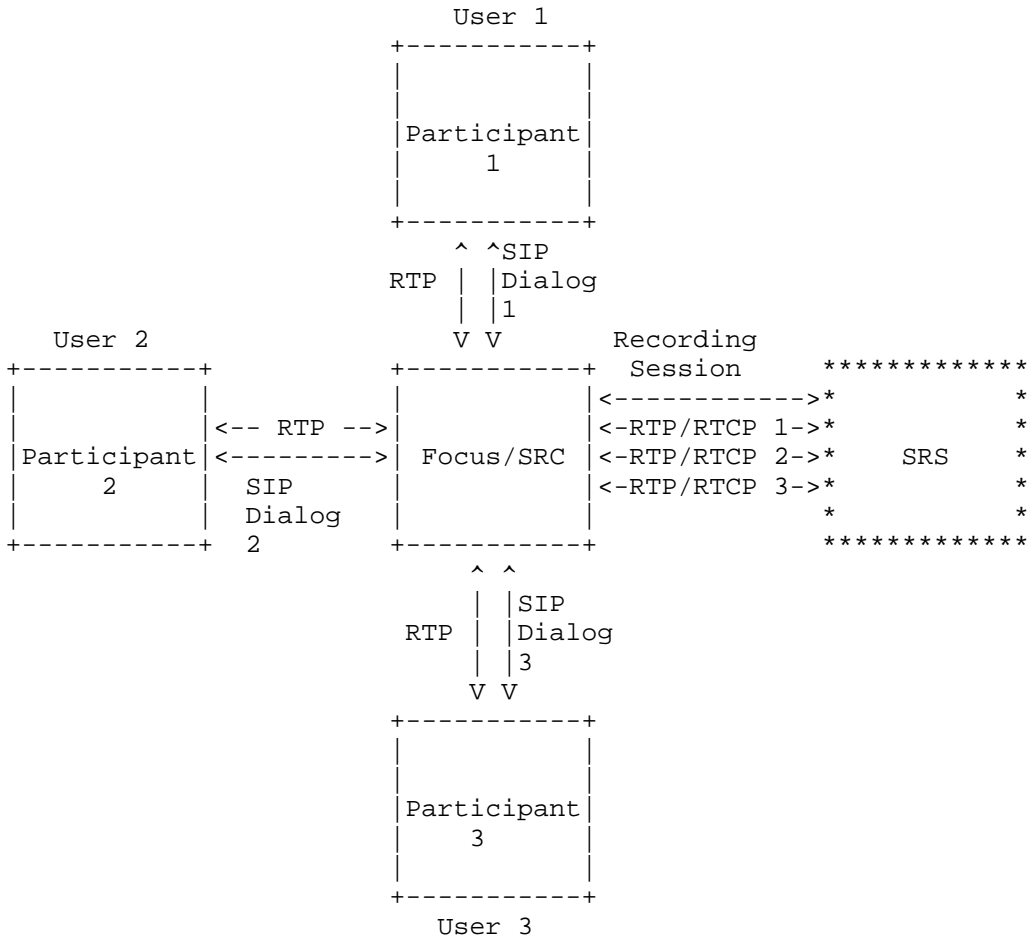 User 1
Participant
1
^ ^SIP
RTP | |Dialog
| |1
V V
User 2
Recording
Session
<------------>
<-- RTP -->
<-RTP/RTCP 1->
Participant
<--------->
Focus/SRC
<-RTP/RTCP 2->
SRS
2
SIP
<-RTP/RTCP 3->
Dialog
2
^ ^
| |SIP
RTP | |Dialog
| |3
V V
Participant
3
User 3